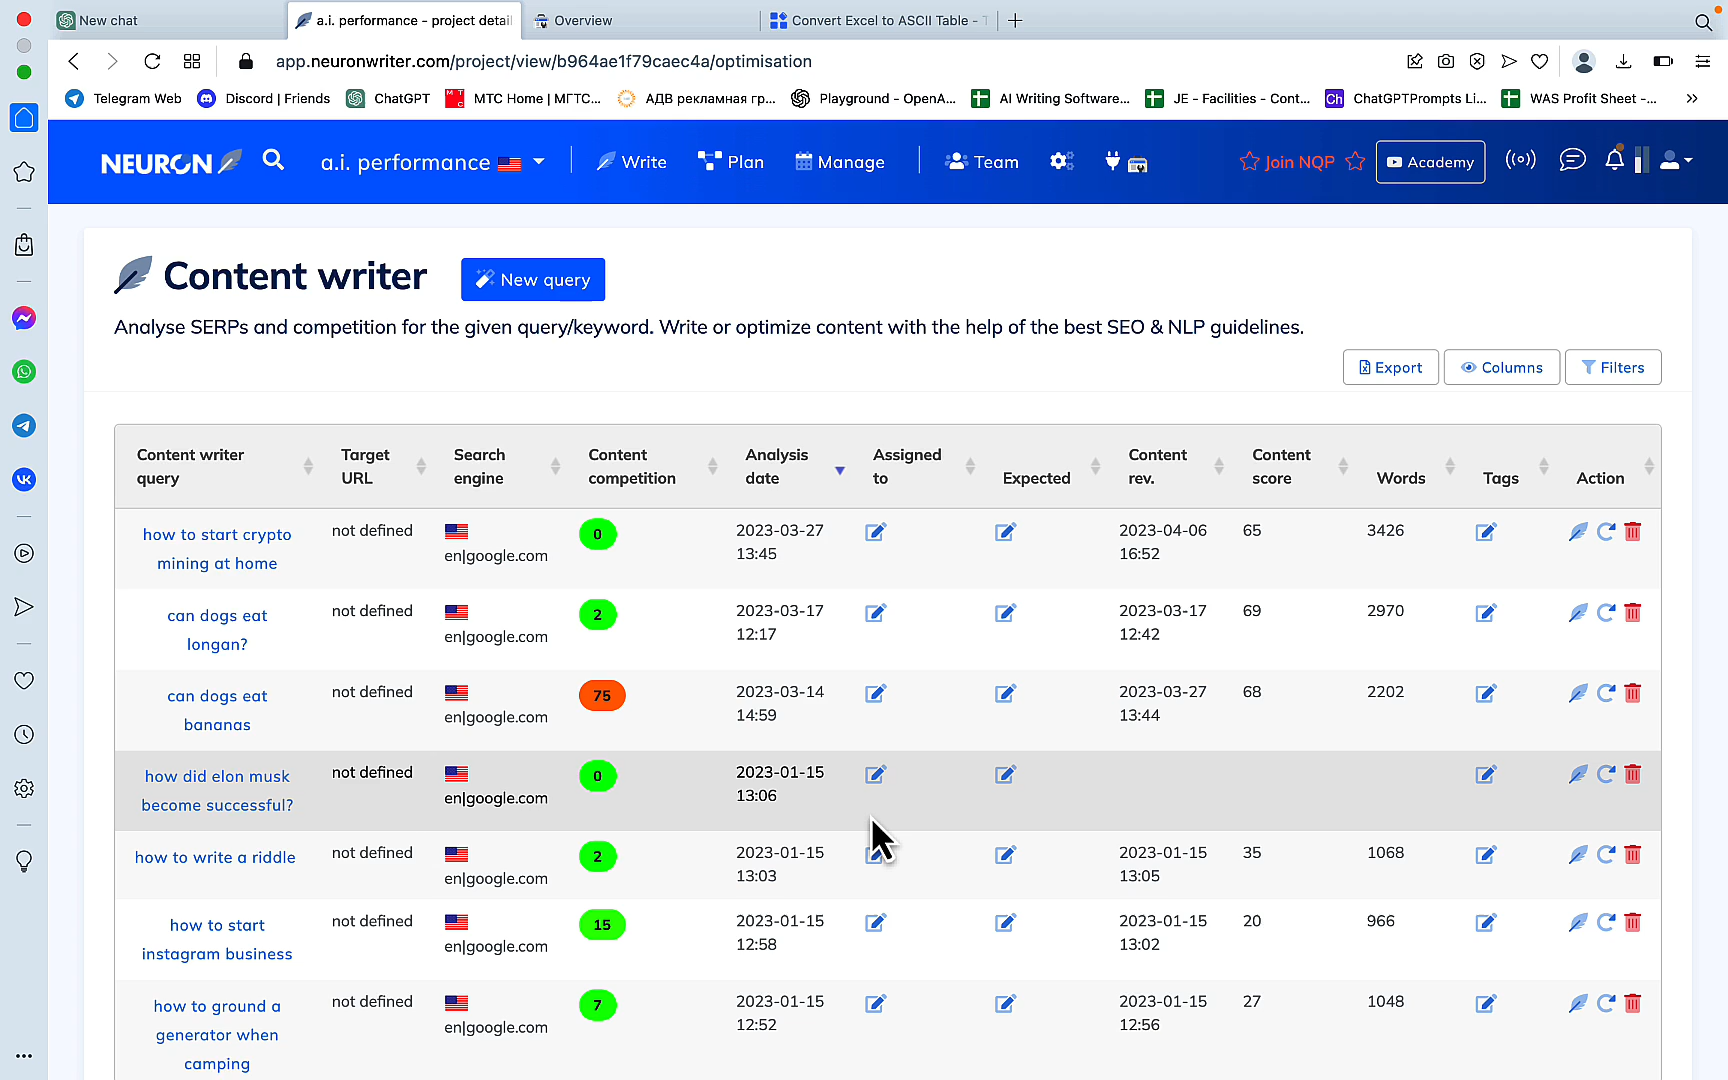 New chat
a.i. performance - project detail
Overview
Convert Excel to ASCII Table -
app.neuronwriter.com/project/view/b964ae1f79caec4a/optimisation
Telegram Web
Discord | Friends
ChatGPT
МТС Home | МГТС...
АДВ рекламная гр...
Playground - OpenA...
AI Writing Software...
JE - Facilities - Cont...
Ch
ChatGPTPrompts Li...
WAS Profit Sheet -...
NEURON
a.i. performance
Write
Plan
Manage
Team
Join NQP
Academy
Content writer
New query
Analyse SERPs and competition for the given query/keyword. Write or optimize content with the help of the best SEO & NLP guidelines.
Export
Columns
Filters
Content writer query
Target URL
Search engine
Content competition
Analysis date
Assigned to
Expected
Content rev.
Content score
Words
Tags
Action
how to start crypto mining at home
not defined
en|google.com
0
2023-03-27 13:45
2023-04-06 16:52
65
3426
can dogs eat longan?
not defined
en|google.com
2
2023-03-17 12:17
2023-03-17 12:42
69
2970
can dogs eat bananas
not defined
en|google.com
75
2023-03-14 14:59
2023-03-27 13:44
68
2202
how did elon musk become successful?
not defined
en|google.com
0
2023-01-15 13:06
how to write a riddle
not defined
en|google.com
2
2023-01-15 13:03
2023-01-15 13:05
35
1068
how to start instagram business
not defined
en|google.com
15
2023-01-15 12:58
2023-01-15 13:02
20
966
how to ground a generator when camping
not defined
en|google.com
7
2023-01-15 12:52
2023-01-15 12:56
27
1048